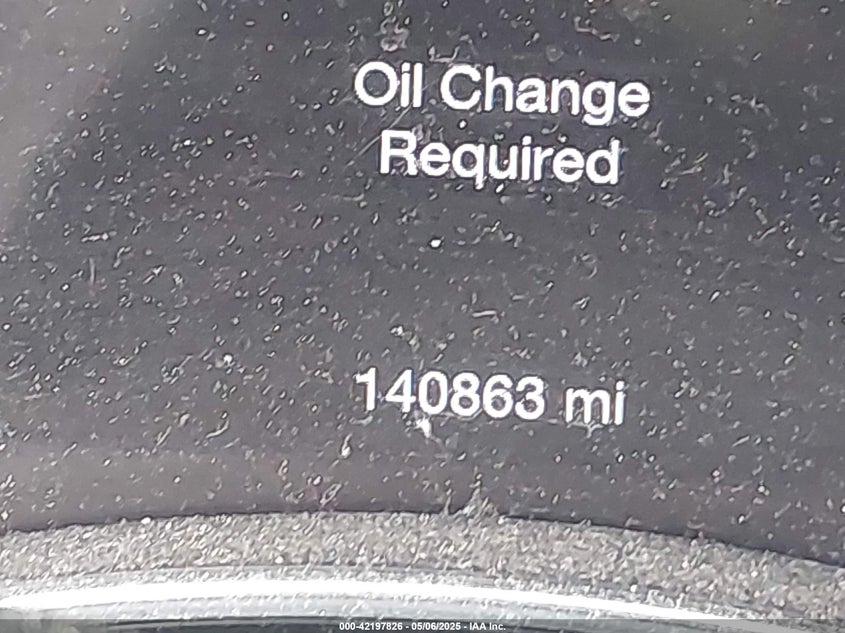 Oil Change
Required
140863 mi
000-42197826 - 05/06/2025 - IAA Inc.